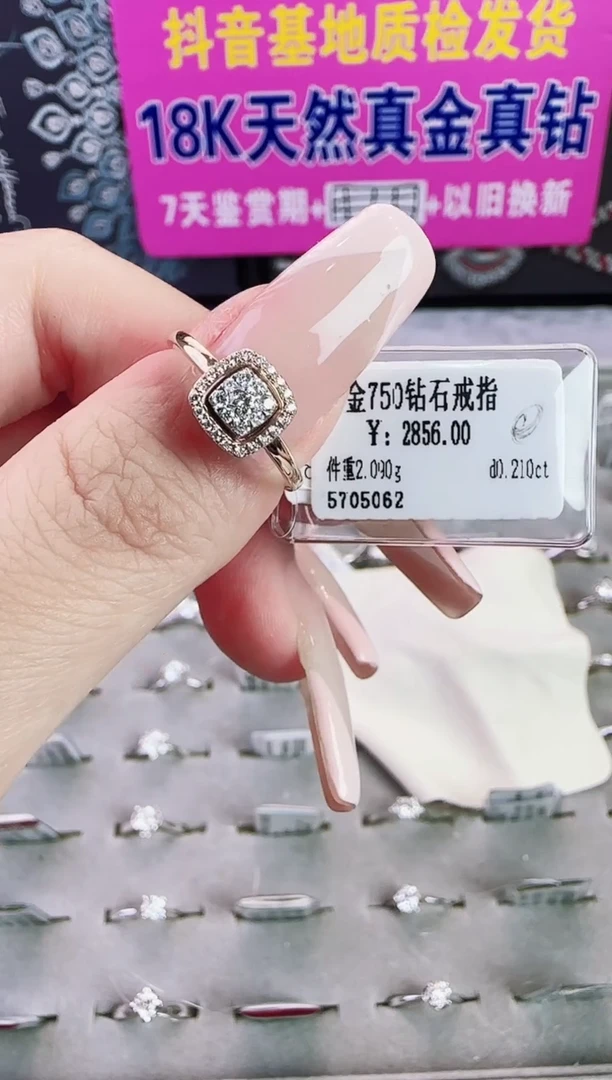 抖音基地质检发货
18K天然真金真钻
7天鉴赏期+
+以旧换新
金750钻石戒指
￥: 2856.00
件重2.090g
d0.210ct
5705062